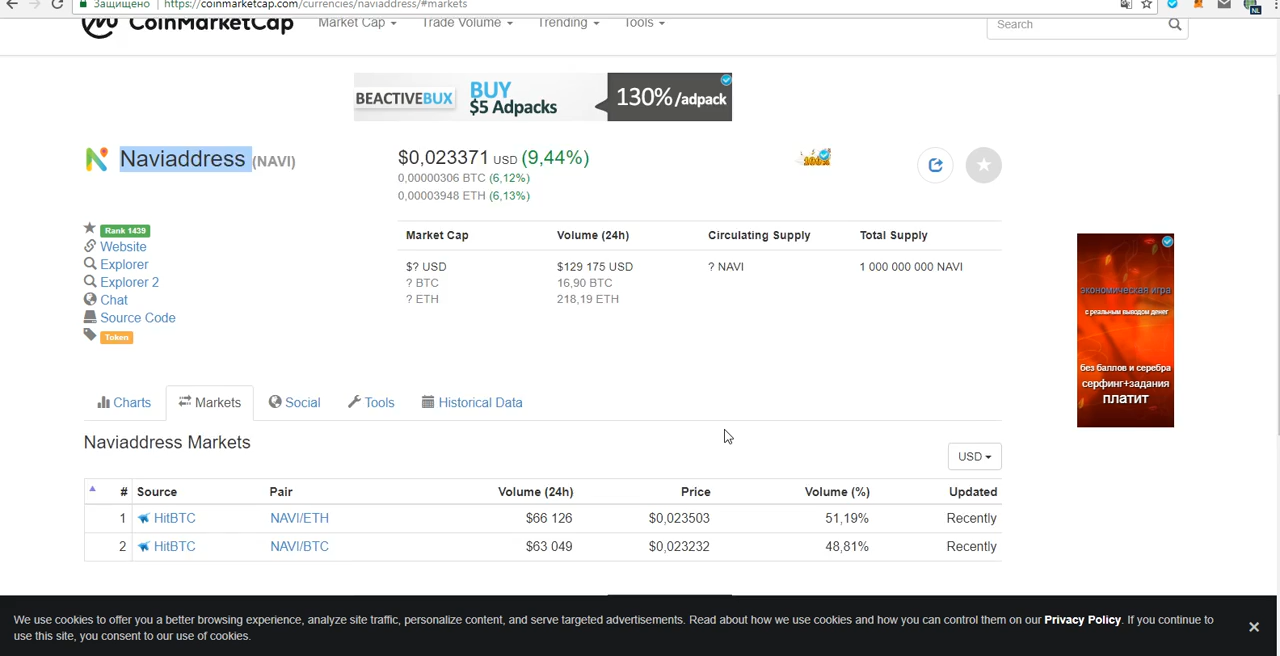 Защищено | https://coinmarketcap.com/currencies/naviaddress/#markets
NL
CoinMarketCap Market Cap Trade Volume Trending Tools Search
BEACTIVEBUX BUY $5 Adpacks 130%/adpack
Naviaddress (NAVI)
$0,023371 USD (9,44%)
0,00000306 BTC (6,12%)
0,00003948 ETH (6,13%)
100%
Rank 1439
Website
Explorer
Explorer 2
Chat
Source Code
Token
Market Cap Volume (24h) Circulating Supply Total Supply
$? USD $129 175 USD ? NAVI 1 000 000 000 NAVI
? BTC 16,90 BTC
? ETH 218,19 ETH
экономическая игра
с реальным выводом денег
без баллов и серебра
серфинг+задания
платит
Charts Markets Social Tools Historical Data
Naviaddress Markets
USD
# Source Pair Volume (24h) Price Volume (%) Updated
1 HitBTC NAVI/ETH $66 126 $0,023503 51,19% Recently
2 HitBTC NAVI/BTC $63 049 $0,023232 48,81% Recently
We use cookies to offer you a better browsing experience, analyze site traffic, personalize content, and serve targeted advertisements. Read about how we use cookies and how you can control them on our Privacy Policy. If you continue to
use this site, you consent to our use of cookies.